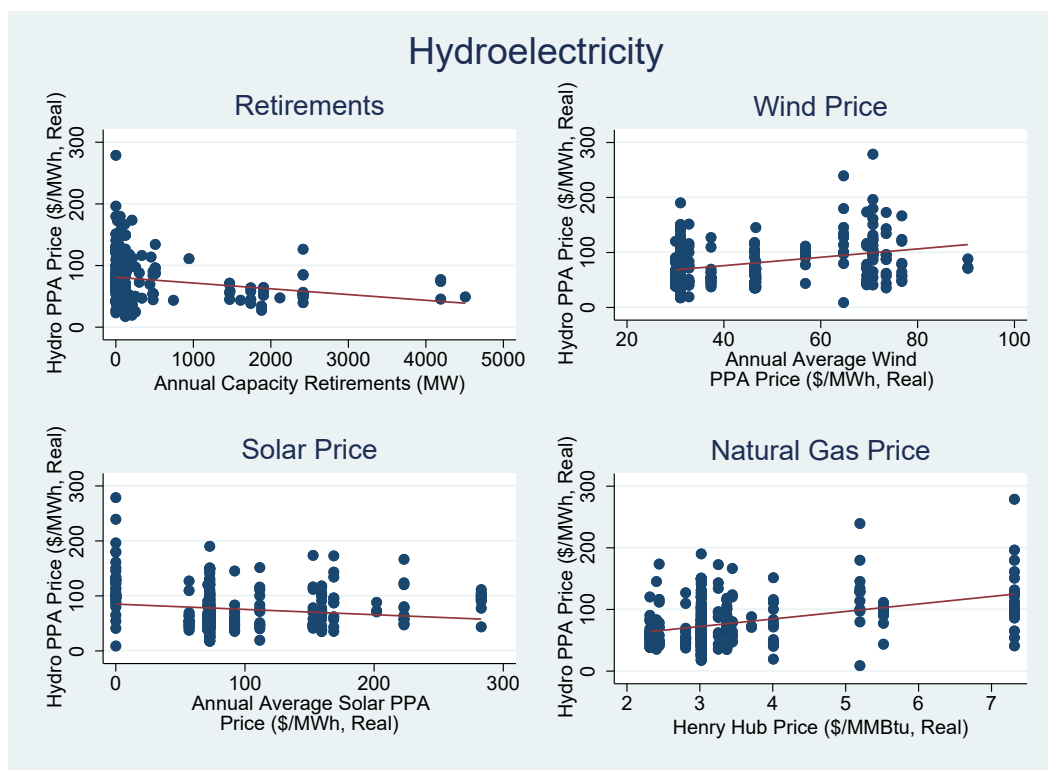 Hydroelectricity
Retirements
Hydro PPA Price ($/MWh, Real)
300
200
100
0
0 1000 2000 3000 4000 5000
Annual Capacity Retirements (MW)
Wind Price
Hydro PPA Price ($/MWh, Real)
300
200
100
0
20 40 60 80 100
Annual Average Wind
PPA Price ($/MWh, Real)
Solar Price
Hydro PPA Price ($/MWh, Real)
300
200
100
0
0 100 200 300
Annual Average Solar PPA
Price ($/MWh, Real)
Natural Gas Price
Hydro PPA Price ($/MWh, Real)
300
200
100
0
2 3 4 5 6 7
Henry Hub Price ($/MMBtu, Real)